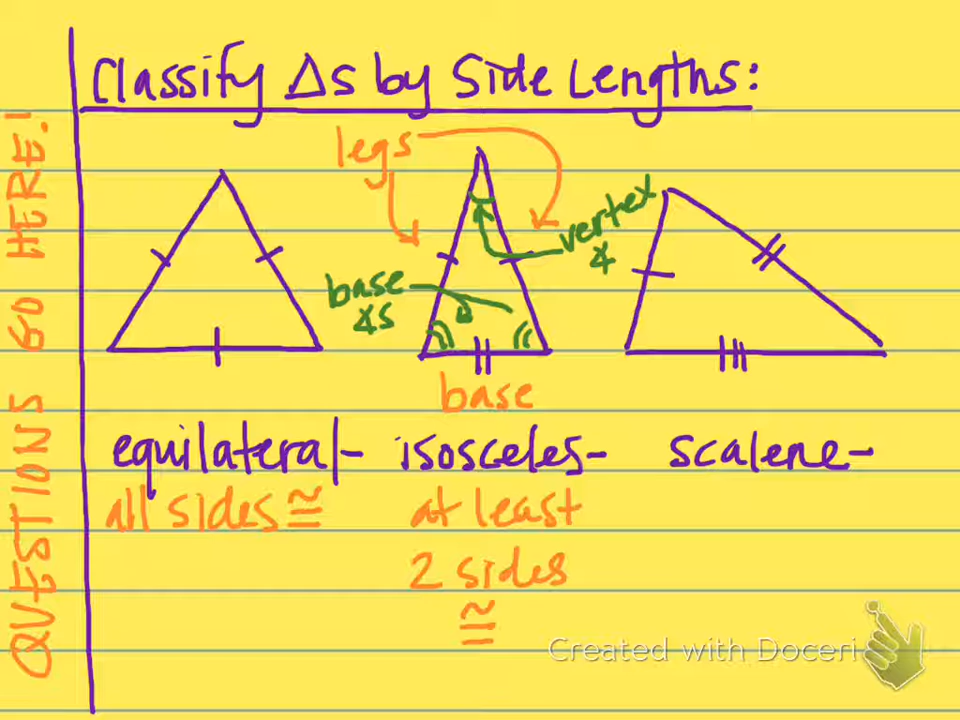 Classify Δs by Side Lengths:
QUESTIONS GO HERE!
legs
vertex
∡
base
∡s
base
equilateral- isosceles- scalene-
all sides ≅ at least
2 sides
≅
Created with Doceri